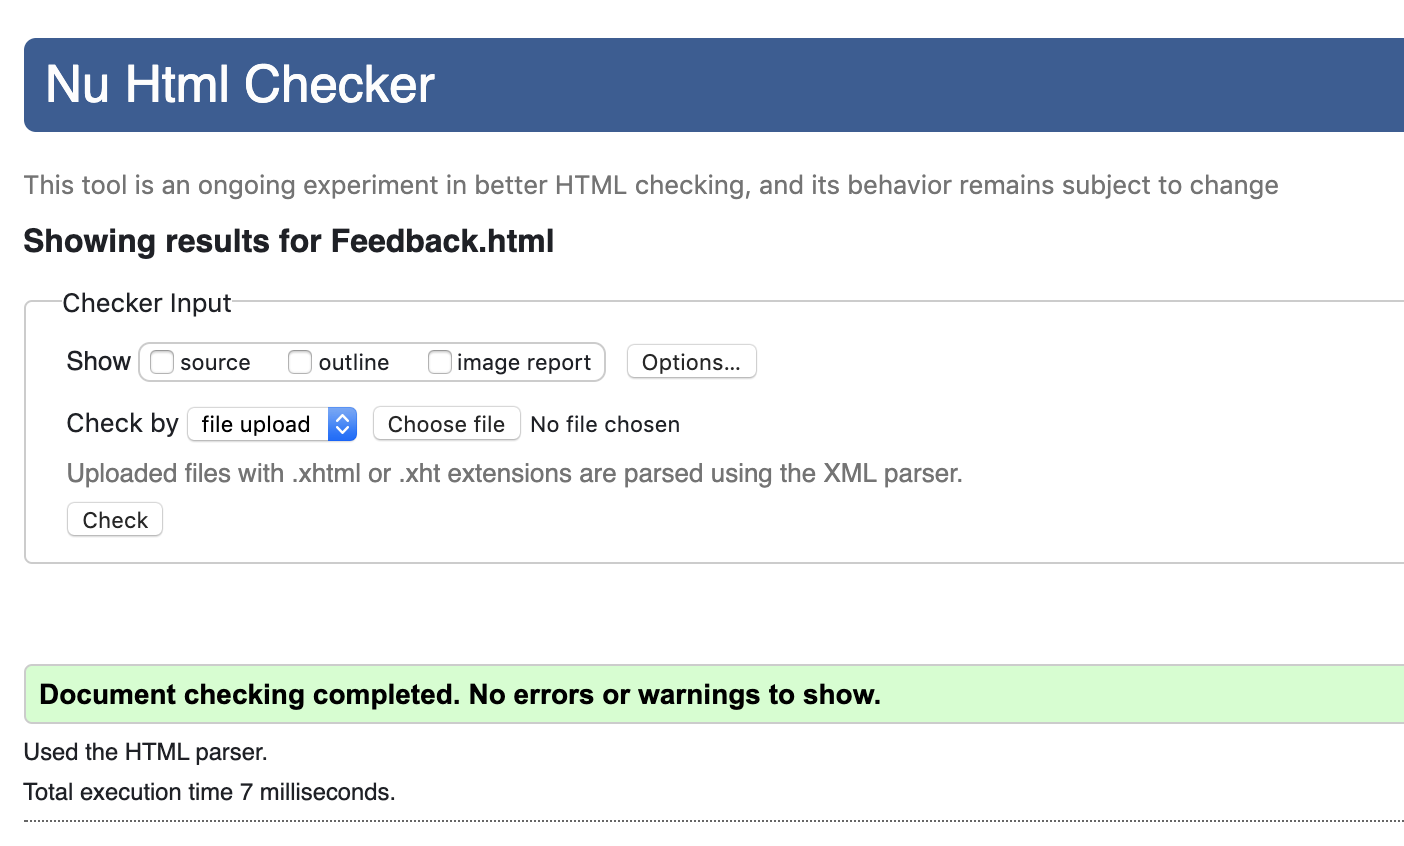 Nu Html Checker
This tool is an ongoing experiment in better HTML checking, and its behavior remains subject to change
Showing results for Feedback.html
Checker Input
Show source outline image report Options...
Check by file upload Choose file No file chosen
Uploaded files with .xhtml or .xht extensions are parsed using the XML parser.
Check
Document checking completed. No errors or warnings to show.
Used the HTML parser.
Total execution time 7 milliseconds.